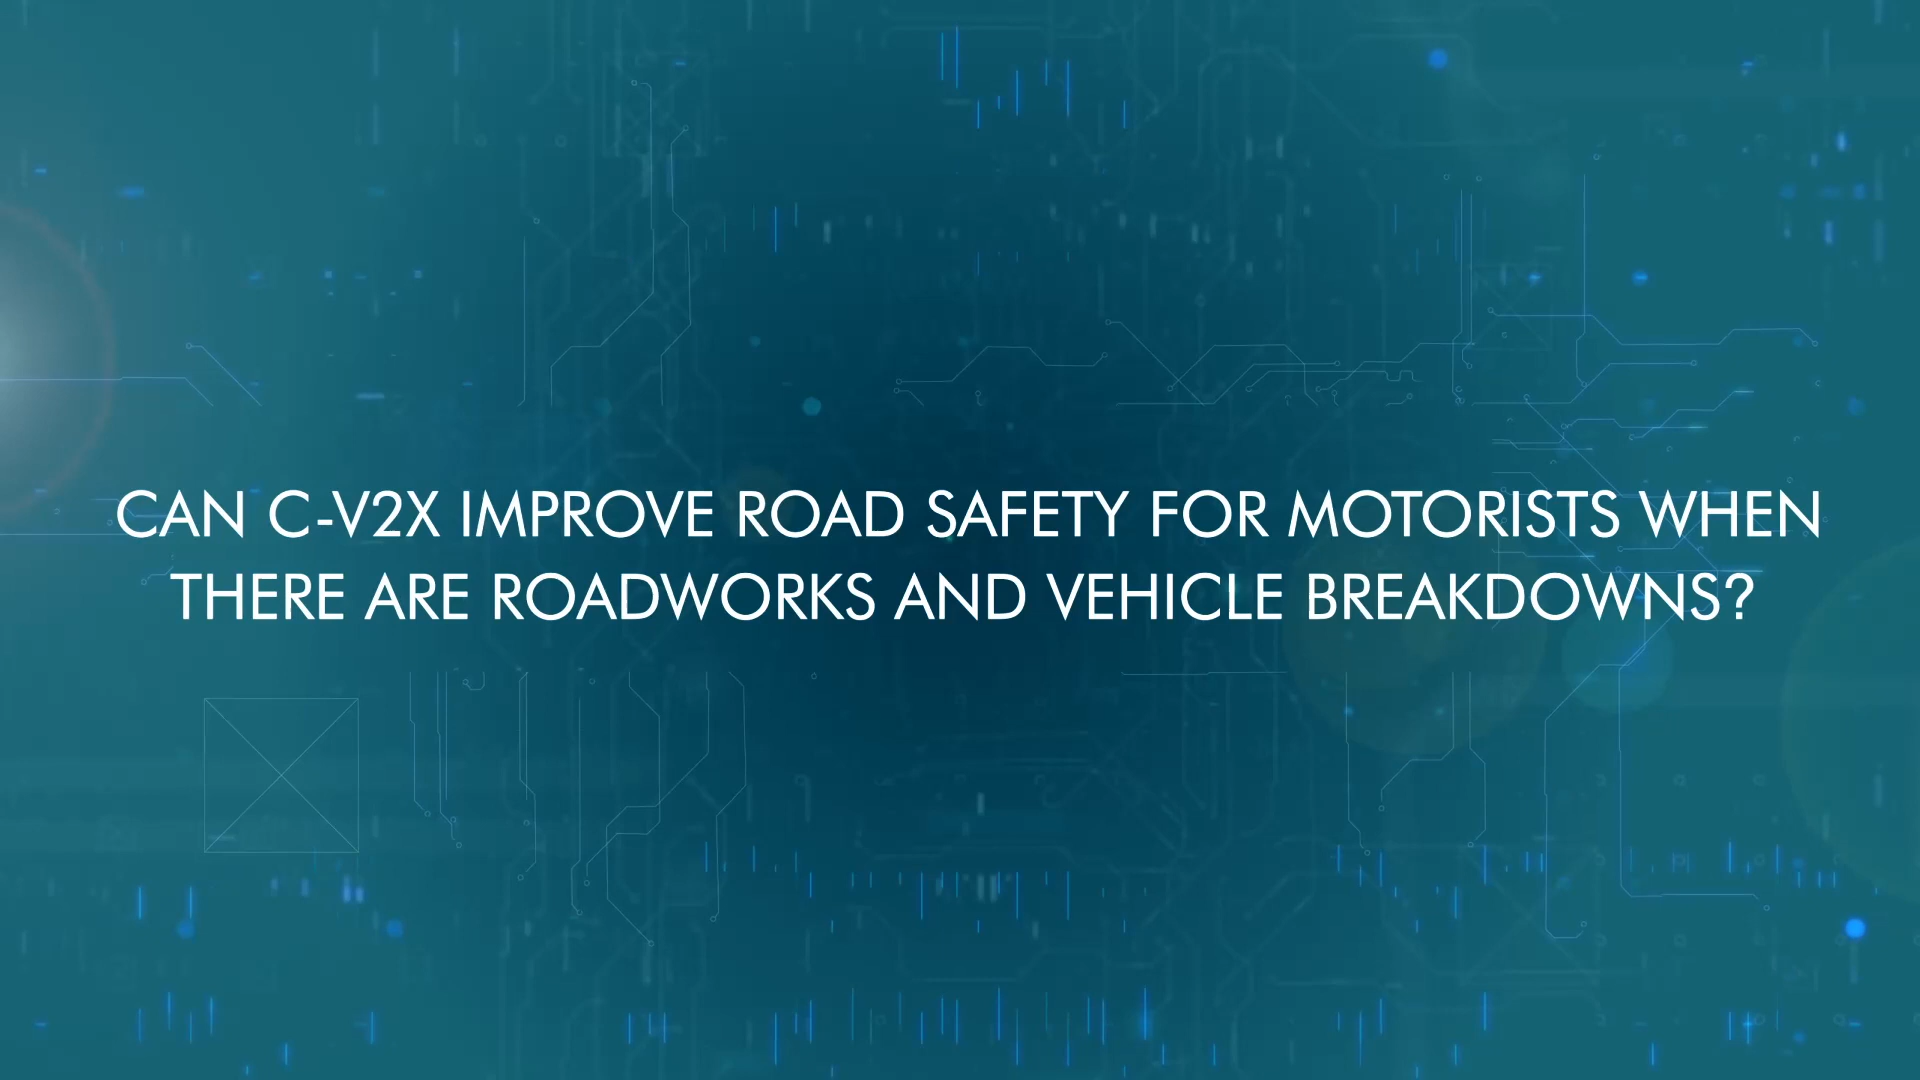 CAN C-V2X IMPROVE ROAD SAFETY FOR MOTORISTS WHEN
THERE ARE ROADWORKS AND VEHICLE BREAKDOWNS?